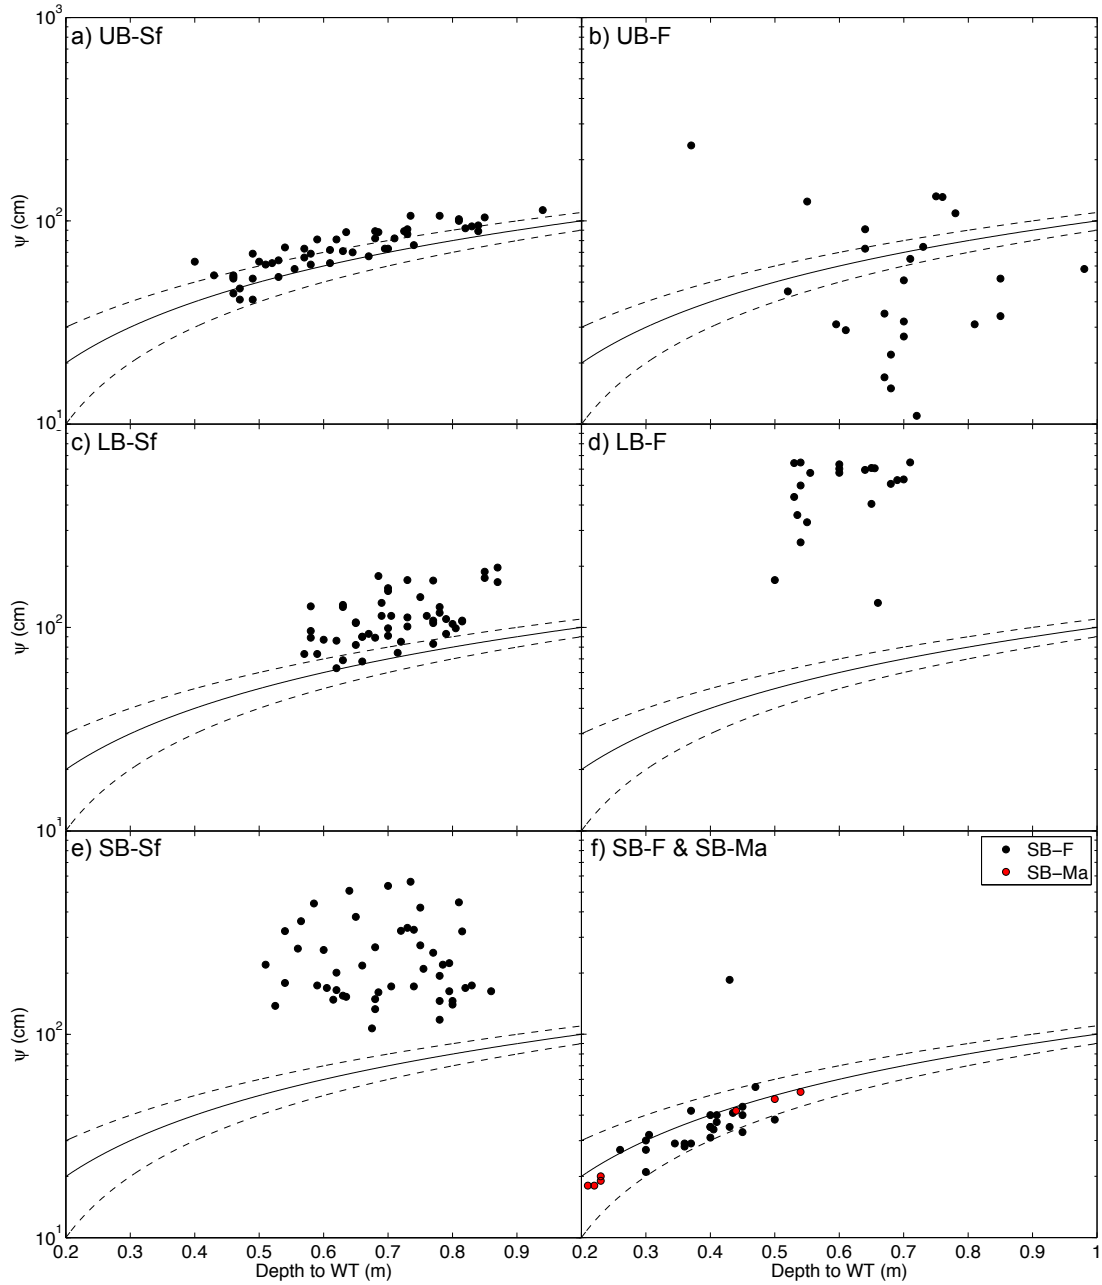 a) UB-Sf
b) UB-F
10³
10²
10¹
ψ (cm)
c) LB-Sf
d) LB-F
10²
10¹
ψ (cm)
e) SB-Sf
f) SB-F & SB-Ma
SB-F
SB-Ma
10²
10¹
ψ (cm)
0.2 0.3 0.4 0.5 0.6 0.7 0.8 0.9 0.2 0.3 0.4 0.5 0.6 0.7 0.8 0.9 1
Depth to WT (m) Depth to WT (m)